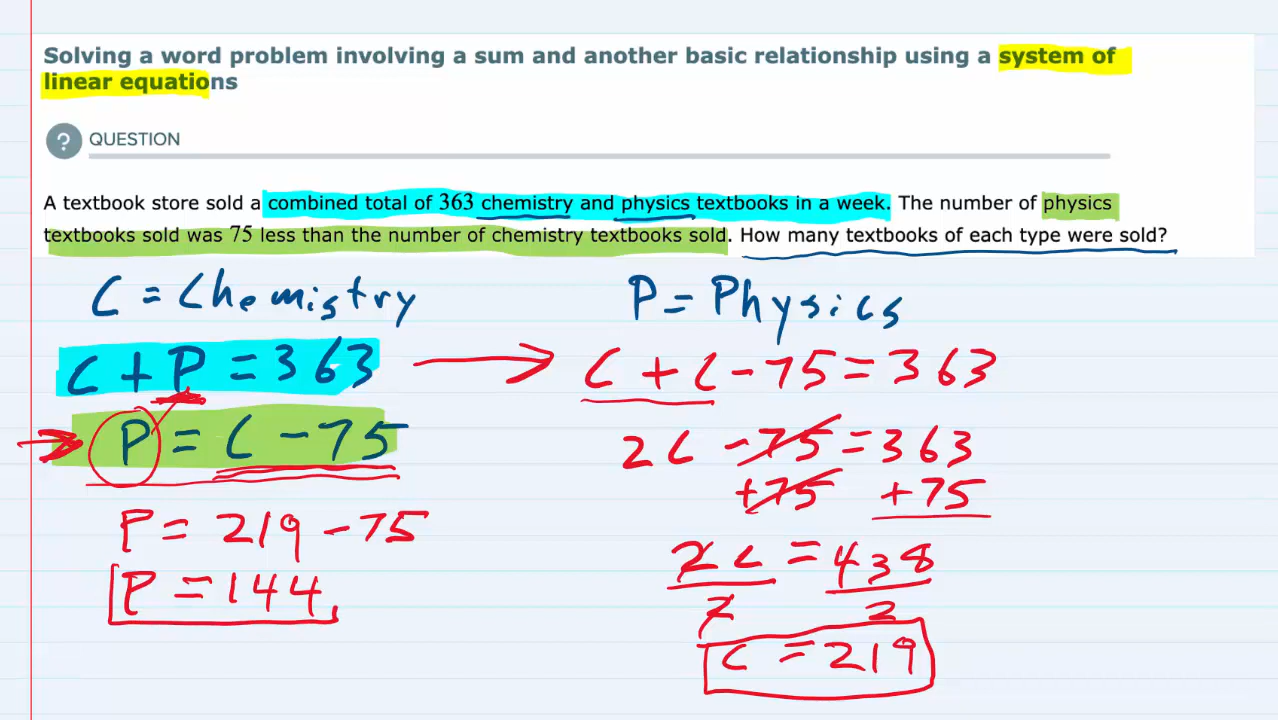 Solving a word problem involving a sum and another basic relationship using a system of
linear equations
? QUESTION
A textbook store sold a combined total of 363 chemistry and physics textbooks in a week. The number of physics
textbooks sold was 75 less than the number of chemistry textbooks sold. How many textbooks of each type were sold?
C = Chemistry
P = Physics
C + P = 363
C + C - 75 = 363
P = C - 75
2C - 75 = 363
+75 +75
P = 219 - 75
2C = 438
P = 144
2 2
C = 219